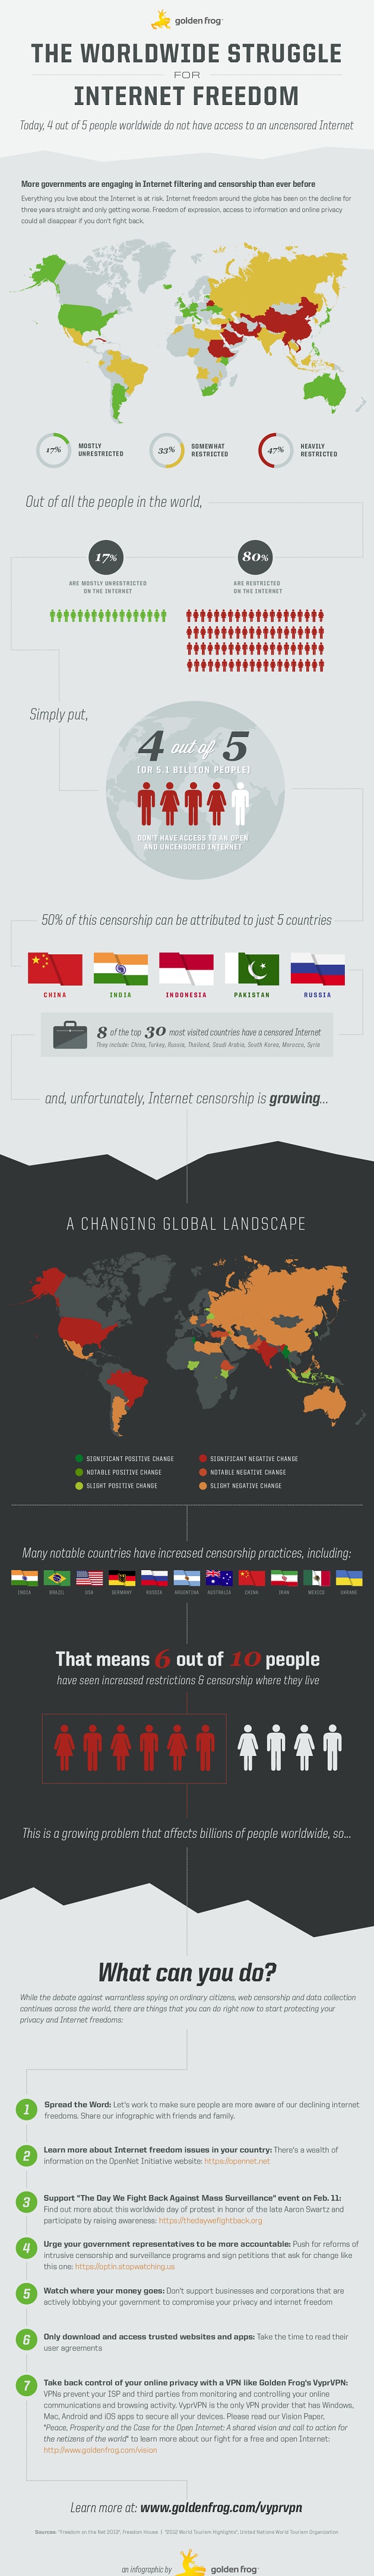 golden frog
THE WORLDWIDE STRUGGLE
FOR
INTERNET FREEDOM
Today, 4 out of 5 people worldwide do not have access to an uncensored Internet
More governments are engaging in Internet filtering and censorship than ever before
Everything you love about the Internet is at risk. Internet freedom around the globe has been on the decline for
three years straight and only getting worse. Freedom of expression, access to information and online privacy
could all disappear if you don't fight back.
17%
MOSTLY
UNRESTRICTED
33%
SOMEWHAT
RESTRICTED
47%
HEAVILY
RESTRICTED
Out of all the people in the world,
17%
ARE MOSTLY UNRESTRICTED
ON THE INTERNET
80%
ARE RESTRICTED
ON THE INTERNET
Simply put,
4 out of 5
(OR 5.1 BILLION PEOPLE)
DON'T HAVE ACCESS TO AN OPEN
AND UNCENSORED INTERNET
50% of this censorship can be attributed to just 5 countries
CHINA
INDIA
INDONESIA
PAKISTAN
RUSSIA
8 of the top 30 most visited countries have a censored Internet
They include: China, Turkey, Russia, Thailand, Saudi Arabia, South Korea, Morocco, Syria
and, unfortunately, Internet censorship is growing...
A CHANGING GLOBAL LANDSCAPE
SIGNIFICANT POSITIVE CHANGE
NOTABLE POSITIVE CHANGE
SLIGHT POSITIVE CHANGE
SIGNIFICANT NEGATIVE CHANGE
NOTABLE NEGATIVE CHANGE
SLIGHT NEGATIVE CHANGE
Many notable countries have increased censorship practices, including:
INDIA
BRAZIL
USA
GERMANY
RUSSIA
ARGENTINA
AUSTRALIA
CHINA
IRAN
MEXICO
UKRAINE
That means 6 out of 10 people
have seen increased restrictions & censorship where they live
This is a growing problem that affects billions of people worldwide, so...
What can you do?
While the debate against warrantless spying on ordinary citizens, web censorship and data collection
continues across the world, there are things that you can do right now to start protecting your
privacy and Internet freedoms:
1
Spread the Word: Let's work to make sure people are more aware of our declining internet
freedoms. Share our infographic with friends and family.
2
Learn more about Internet freedom issues in your country: There's a wealth of
information on the OpenNet Initiative website: https://opennet.net
3
Support "The Day We Fight Back Against Mass Surveillance" event on Feb. 11:
Find out more about this worldwide day of protest in honor of the late Aaron Swartz and
participate by raising awareness: https://thedaywefightback.org
4
Urge your government representatives to be more accountable: Push for reforms of
intrusive censorship and surveillance programs and sign petitions that ask for change like
this one: https://optin.stopwatching.us
5
Watch where your money goes: Don't support businesses and corporations that are
actively lobbying your government to compromise your privacy and internet freedom
6
Only download and access trusted websites and apps: Take the time to read their
user agreements
7
Take back control of your online privacy with a VPN like Golden Frog's VyprVPN:
VPNs prevent your ISP and third parties from monitoring and controlling your online
communications and browsing activity. VyprVPN is the only VPN provider that has Windows,
Mac, Android and iOS apps to secure all your devices. Please read our Vision Paper,
"Peace, Prosperity and the Case for the Open Internet: A shared vision and call to action for
the netizens of the world" to learn more about our fight for a free and open Internet:
http://www.goldenfrog.com/vision
Learn more at: www.goldenfrog.com/vyprvpn
Sources: "Freedom on the Net 2013", Freedom House | "2012 World Tourism Highlights", United Nations World Tourism Organization
an infographic by golden frog